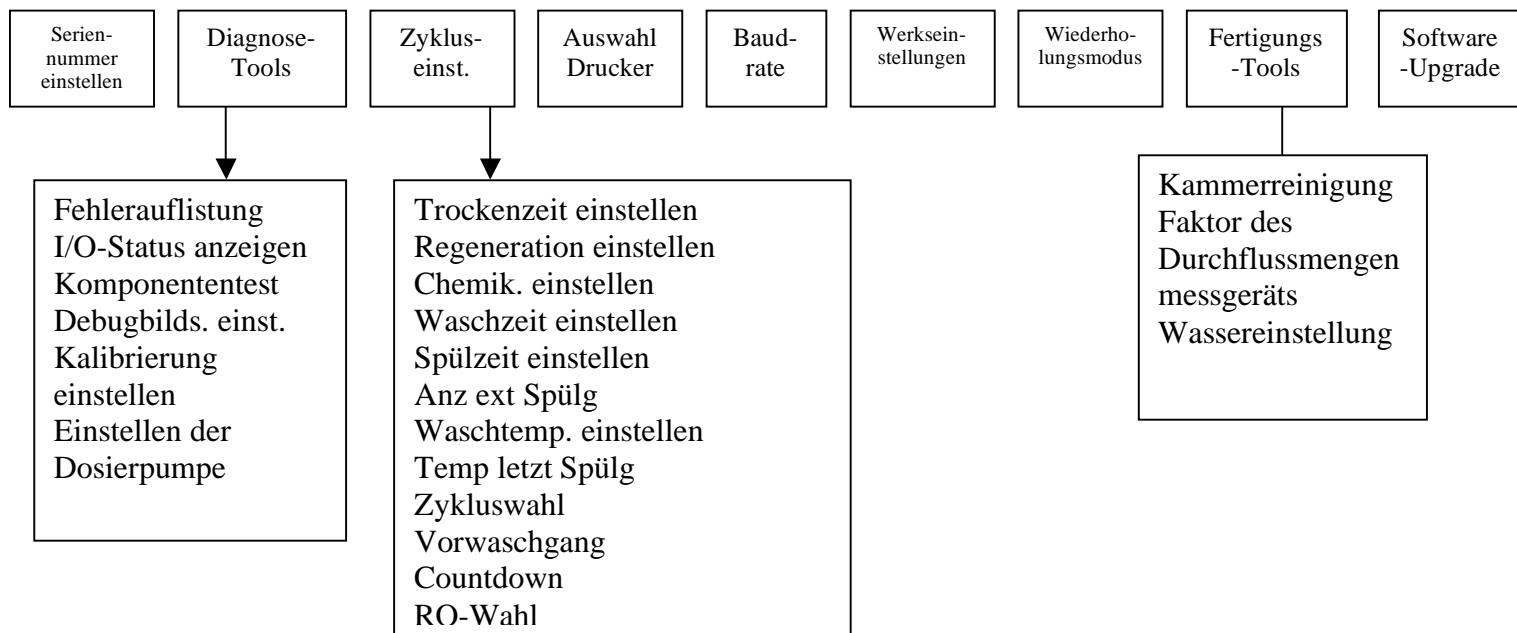 Serien-
nummer
einstellen
Diagnose-
Tools
Zyklus-
einst.
Auswahl
Drucker
Baud-
rate
Werksein-
stellungen
Wiederho-
lungsmodus
Fertigungs
-Tools
Software
-Upgrade
Fehlerauflistung
I/O-Status anzeigen
Komponententest
Debugbilds. einst.
Kalibrierung
einstellen
Einstellen der
Dosierpumpe
Trockenzeit einstellen
Regeneration einstellen
Chemik. einstellen
Waschzeit einstellen
Spülzeit einstellen
Anz ext Spülg
Waschtemp. einstellen
Temp letzt Spülg
Zykluswahl
Vorwaschgang
Countdown
RO-Wahl
Kammerreinigung
Faktor des
Durchflussmengen
messgeräts
Wassereinstellung